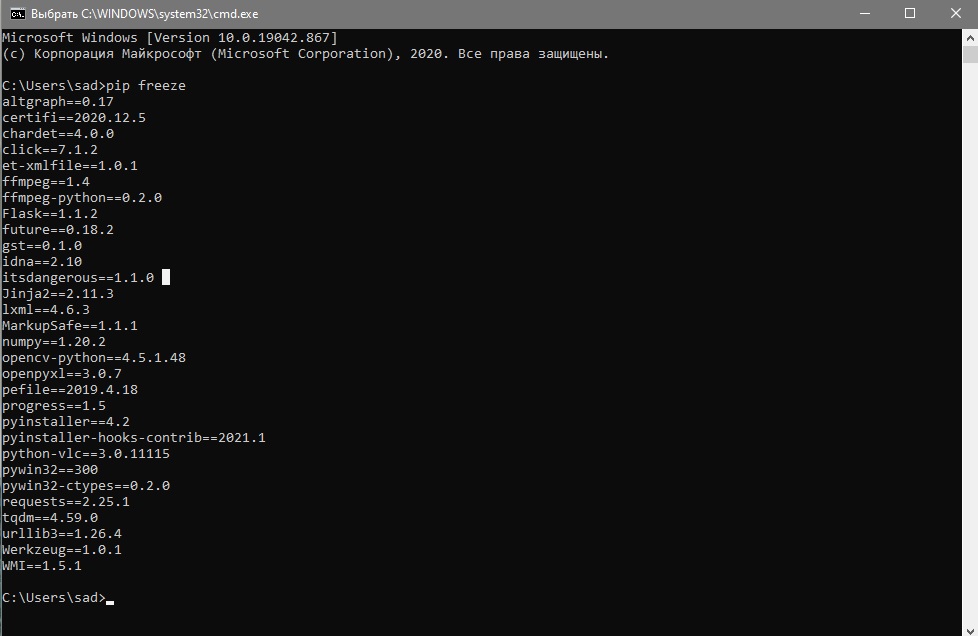 Выбрать C:\WINDOWS\system32\cmd.exe
Microsoft Windows [Version 10.0.19042.867]
(c) Корпорация Майкрософт (Microsoft Corporation), 2020. Все права защищены.
C:\Users\sad>pip freeze
altgraph==0.17
certifi==2020.12.5
chardet==4.0.0
click==7.1.2
et-xmlfile==1.0.1
ffmpeg==1.4
ffmpeg-python==0.2.0
Flask==1.1.2
future==0.18.2
gst==0.1.0
idna==2.10
itsdangerous==1.1.0
Jinja2==2.11.3
lxml==4.6.3
MarkupSafe==1.1.1
numpy==1.20.2
opencv-python==4.5.1.48
openpyxl==3.0.7
pefile==2019.4.18
progress==1.5
pyinstaller==4.2
pyinstaller-hooks-contrib==2021.1
python-vlc==3.0.11115
pywin32==300
pywin32-ctypes==0.2.0
requests==2.25.1
tqdm==4.59.0
urllib3==1.26.4
Werkzeug==1.0.1
WMI==1.5.1
C:\Users\sad>